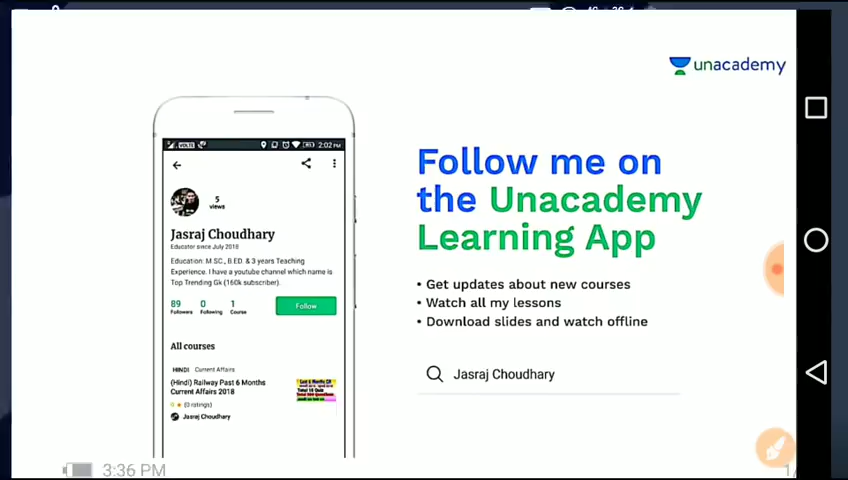 unacademy
2:02 PM
5
views
Jasraj Choudhary
Educator since July 2018
Education: M SC., B.ED. & 3 years Teaching
Experience. I have a youtube channel which name is
Top Trending Gk (160k subscriber).
89 0 1
Followers Following Course
Follow
All courses
HINDI Current Affairs
(Hindi) Railway Past 6 Months
Current Affairs 2018
(0 ratings)
Jasraj Choudhary
Follow me on
the Unacademy
Learning App
• Get updates about new courses
• Watch all my lessons
• Download slides and watch offline
Jasraj Choudhary
3:36 PM